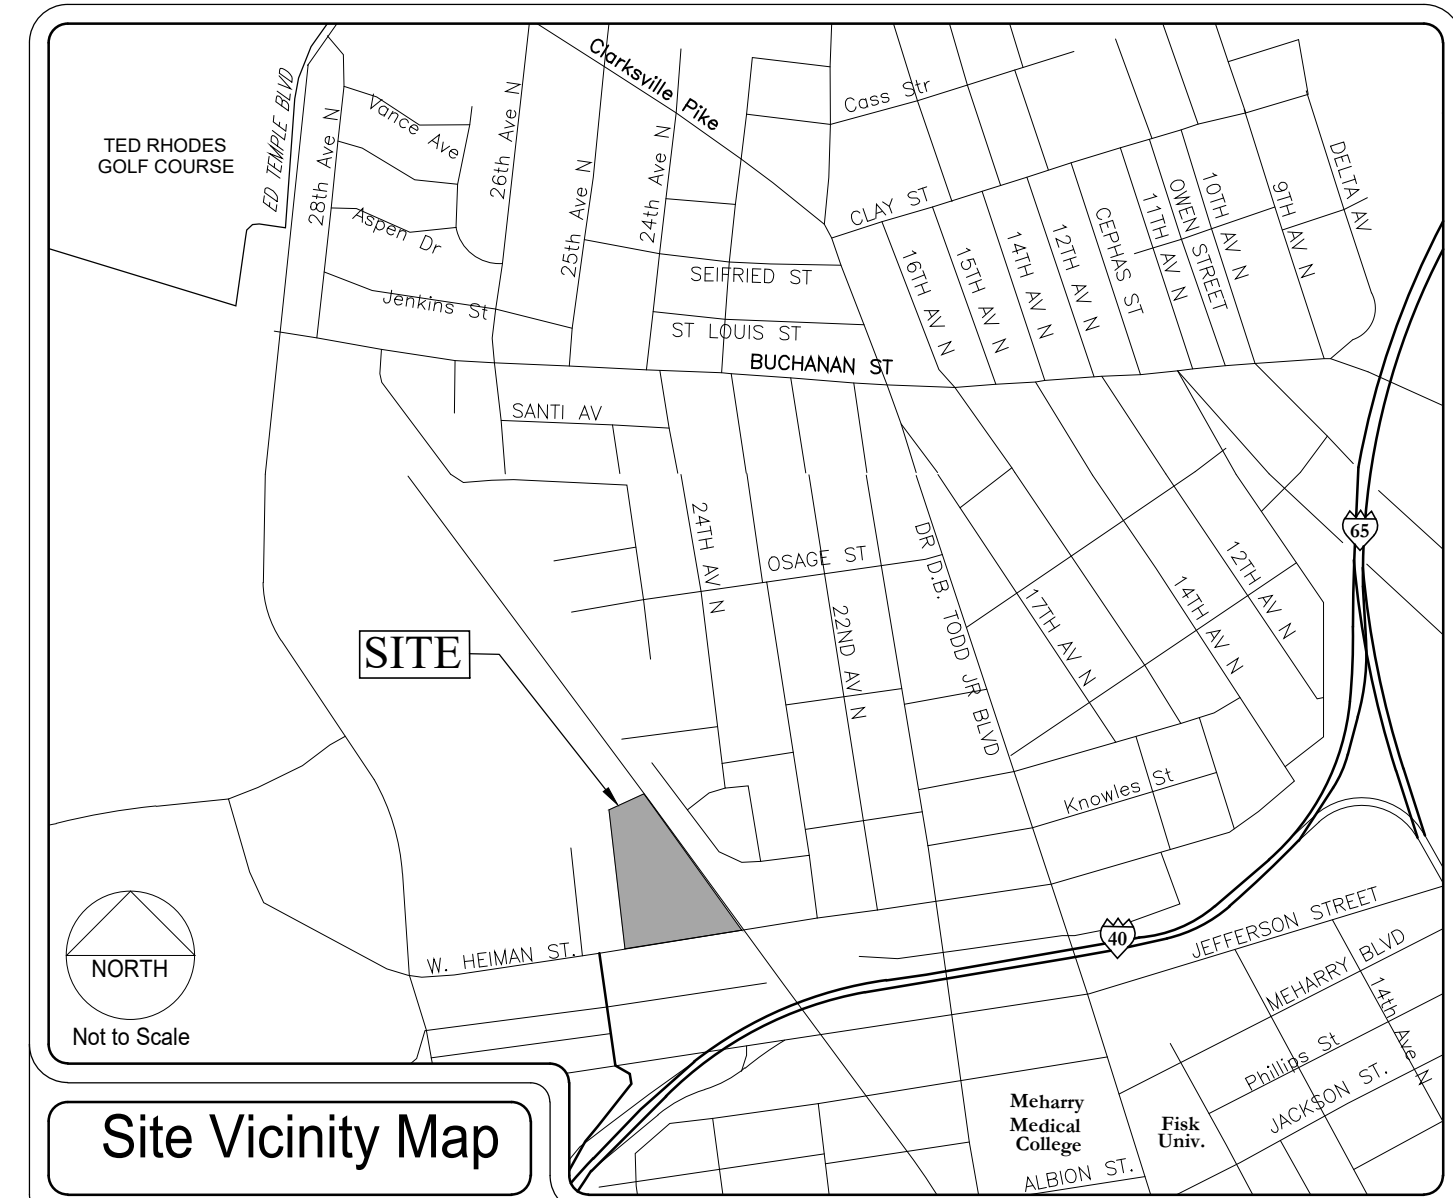 Clarksville Pike
TED RHODES
GOLF COURSE
ED TEMPLE BLVD
28th Ave N
Vance Ave
26th Ave N
25th Ave N
24th Ave N
Cass Str
CLAY ST
Aspen Dr
Jenkins St
SEIFRIED ST
ST LOUIS ST
BUCHANAN ST
16TH AV N
15TH AV N
14TH AV N
12TH AV N
CEPHAS ST
11TH AV N
OWEN STREET
10TH AV N
9TH AV N
DELTA AV
SANTI AV
24TH AV N
OSAGE ST
22ND AV N
DR D.B. TODD JR BLVD
17TH AV N
14TH AV N
12TH AV N
65
SITE
Knowles St
W. HEIMAN ST.
40
JEFFERSON STREET
MEHARRY BLVD
14th Ave N
Phillips St
JACKSON ST.
NORTH
Not to Scale
Meharry
Medical
College
Fisk
Univ.
ALBION ST.
Site Vicinity Map